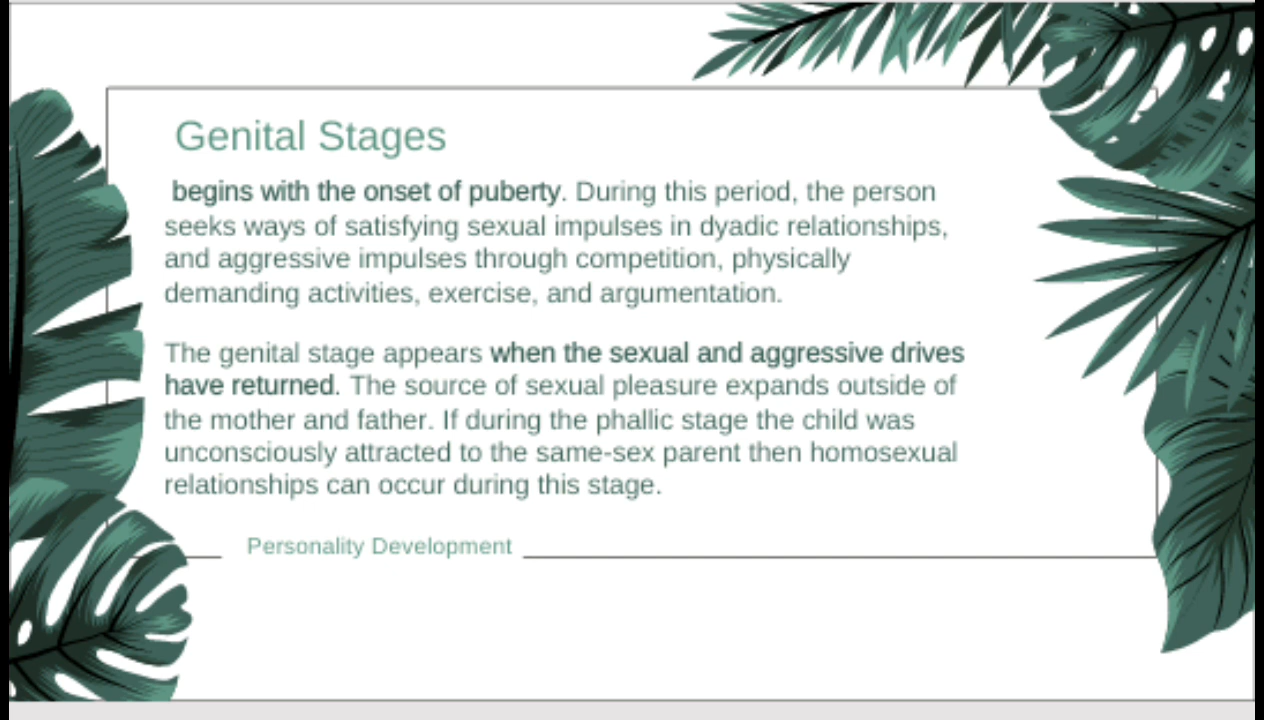 Genital Stages
begins with the onset of puberty. During this period, the person
seeks ways of satisfying sexual impulses in dyadic relationships,
and aggressive impulses through competition, physically
demanding activities, exercise, and argumentation.
The genital stage appears when the sexual and aggressive drives
have returned. The source of sexual pleasure expands outside of
the mother and father. If during the phallic stage the child was
unconsciously attracted to the same-sex parent then homosexual
relationships can occur during this stage.
Personality Development